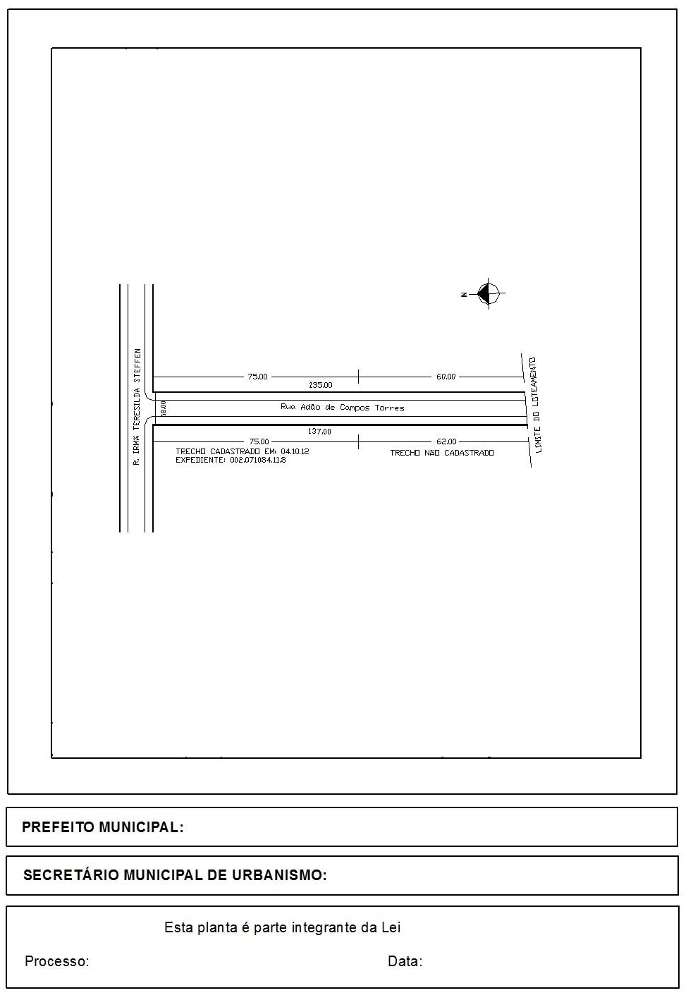 N
R. IRMÃ TERESILDA STEFFEN
75.00
60.00
135.00
18.00
Rua Adão de Campos Torres
LIMITE DO LOTEAMENTO
137.00
75.00
62.00
TRECHO CADASTRADO EM: 04.10.12
EXPEDIENTE: 002.071084.11.8
TRECHO NãO CADASTRADO
PREFEITO MUNICIPAL:
SECRETÁRIO MUNICIPAL DE URBANISMO:
Esta planta é parte integrante da Lei
Processo:
Data: